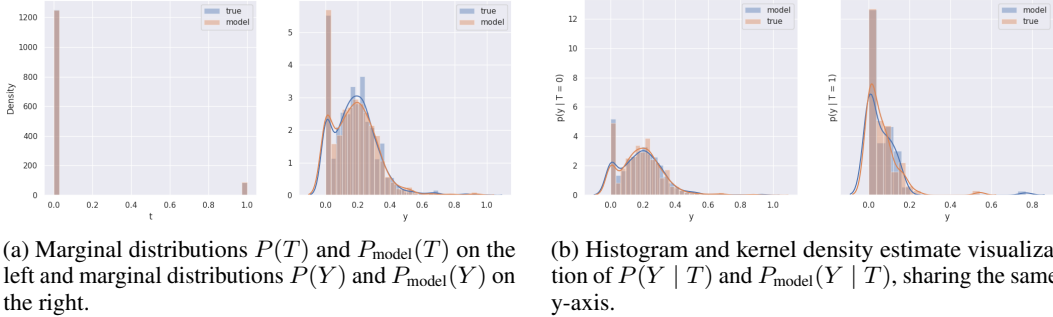 true
model
1200
1000
800
600
400
200
0
Density
0.0 0.2 0.4 0.6 0.8 1.0
t
true
model
5
4
3
2
1
0
0.0 0.2 0.4 0.6 0.8 1.0
y
model
true
12
10
8
6
4
2
0
p(y | T = 0)
0.0 0.2 0.4 0.6 0.8 1.0
y
model
true
p(y | T = 1)
0.0 0.2 0.4 0.6 0.8
y
(a) Marginal distributions P(T) and Pmodel(T) on the
left and marginal distributions P(Y) and Pmodel(Y) on
the right.
(b) Histogram and kernel density estimate visualiza-
tion of P(Y | T) and Pmodel(Y | T), sharing the same
y-axis.